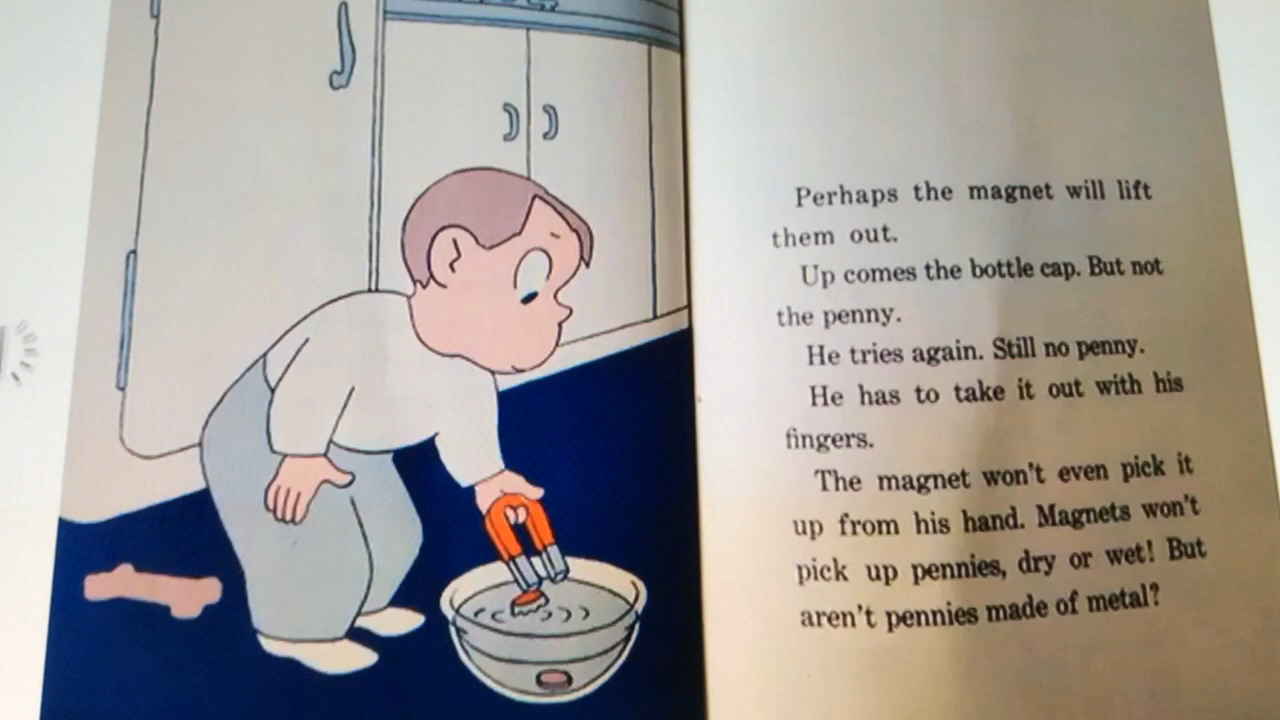 Perhaps the magnet will lift
them out.
Up comes the bottle cap. But not
the penny.
He tries again. Still no penny.
He has to take it out with his
fingers.
The magnet won't even pick it
up from his hand. Magnets won't
pick up pennies, dry or wet! But
aren't pennies made of metal?